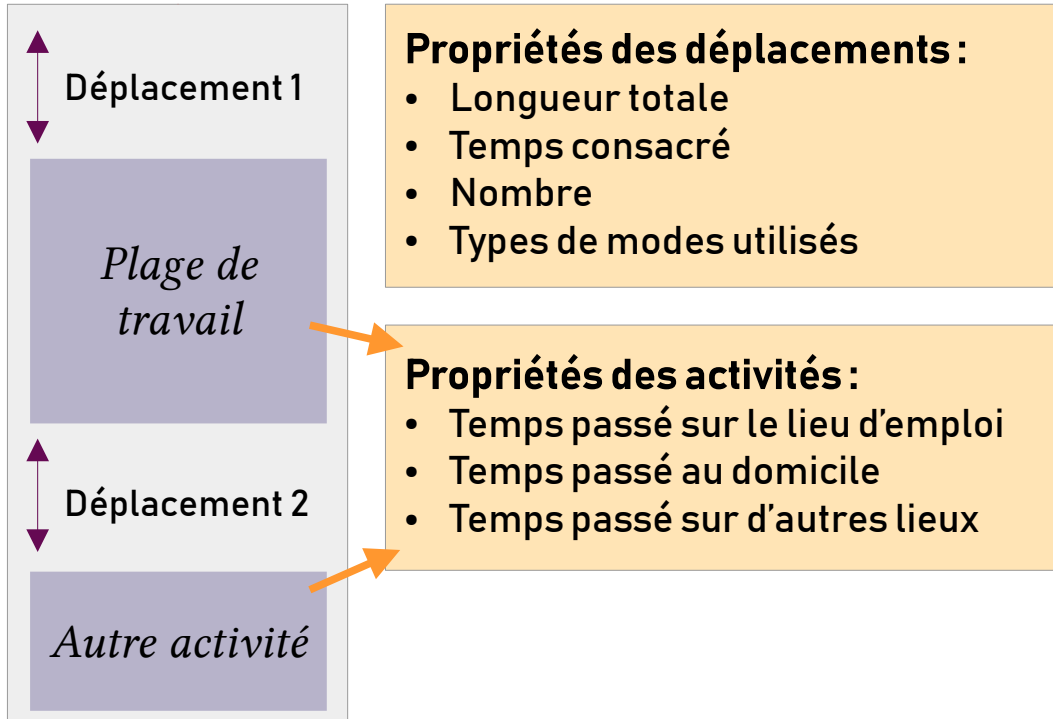 Déplacement 1
Plage de
travail
Déplacement 2
Autre activité
Propriétés des déplacements :
• Longueur totale
• Temps consacré
• Nombre
• Types de modes utilisés
Propriétés des activités :
• Temps passé sur le lieu d’emploi
• Temps passé au domicile
• Temps passé sur d’autres lieux